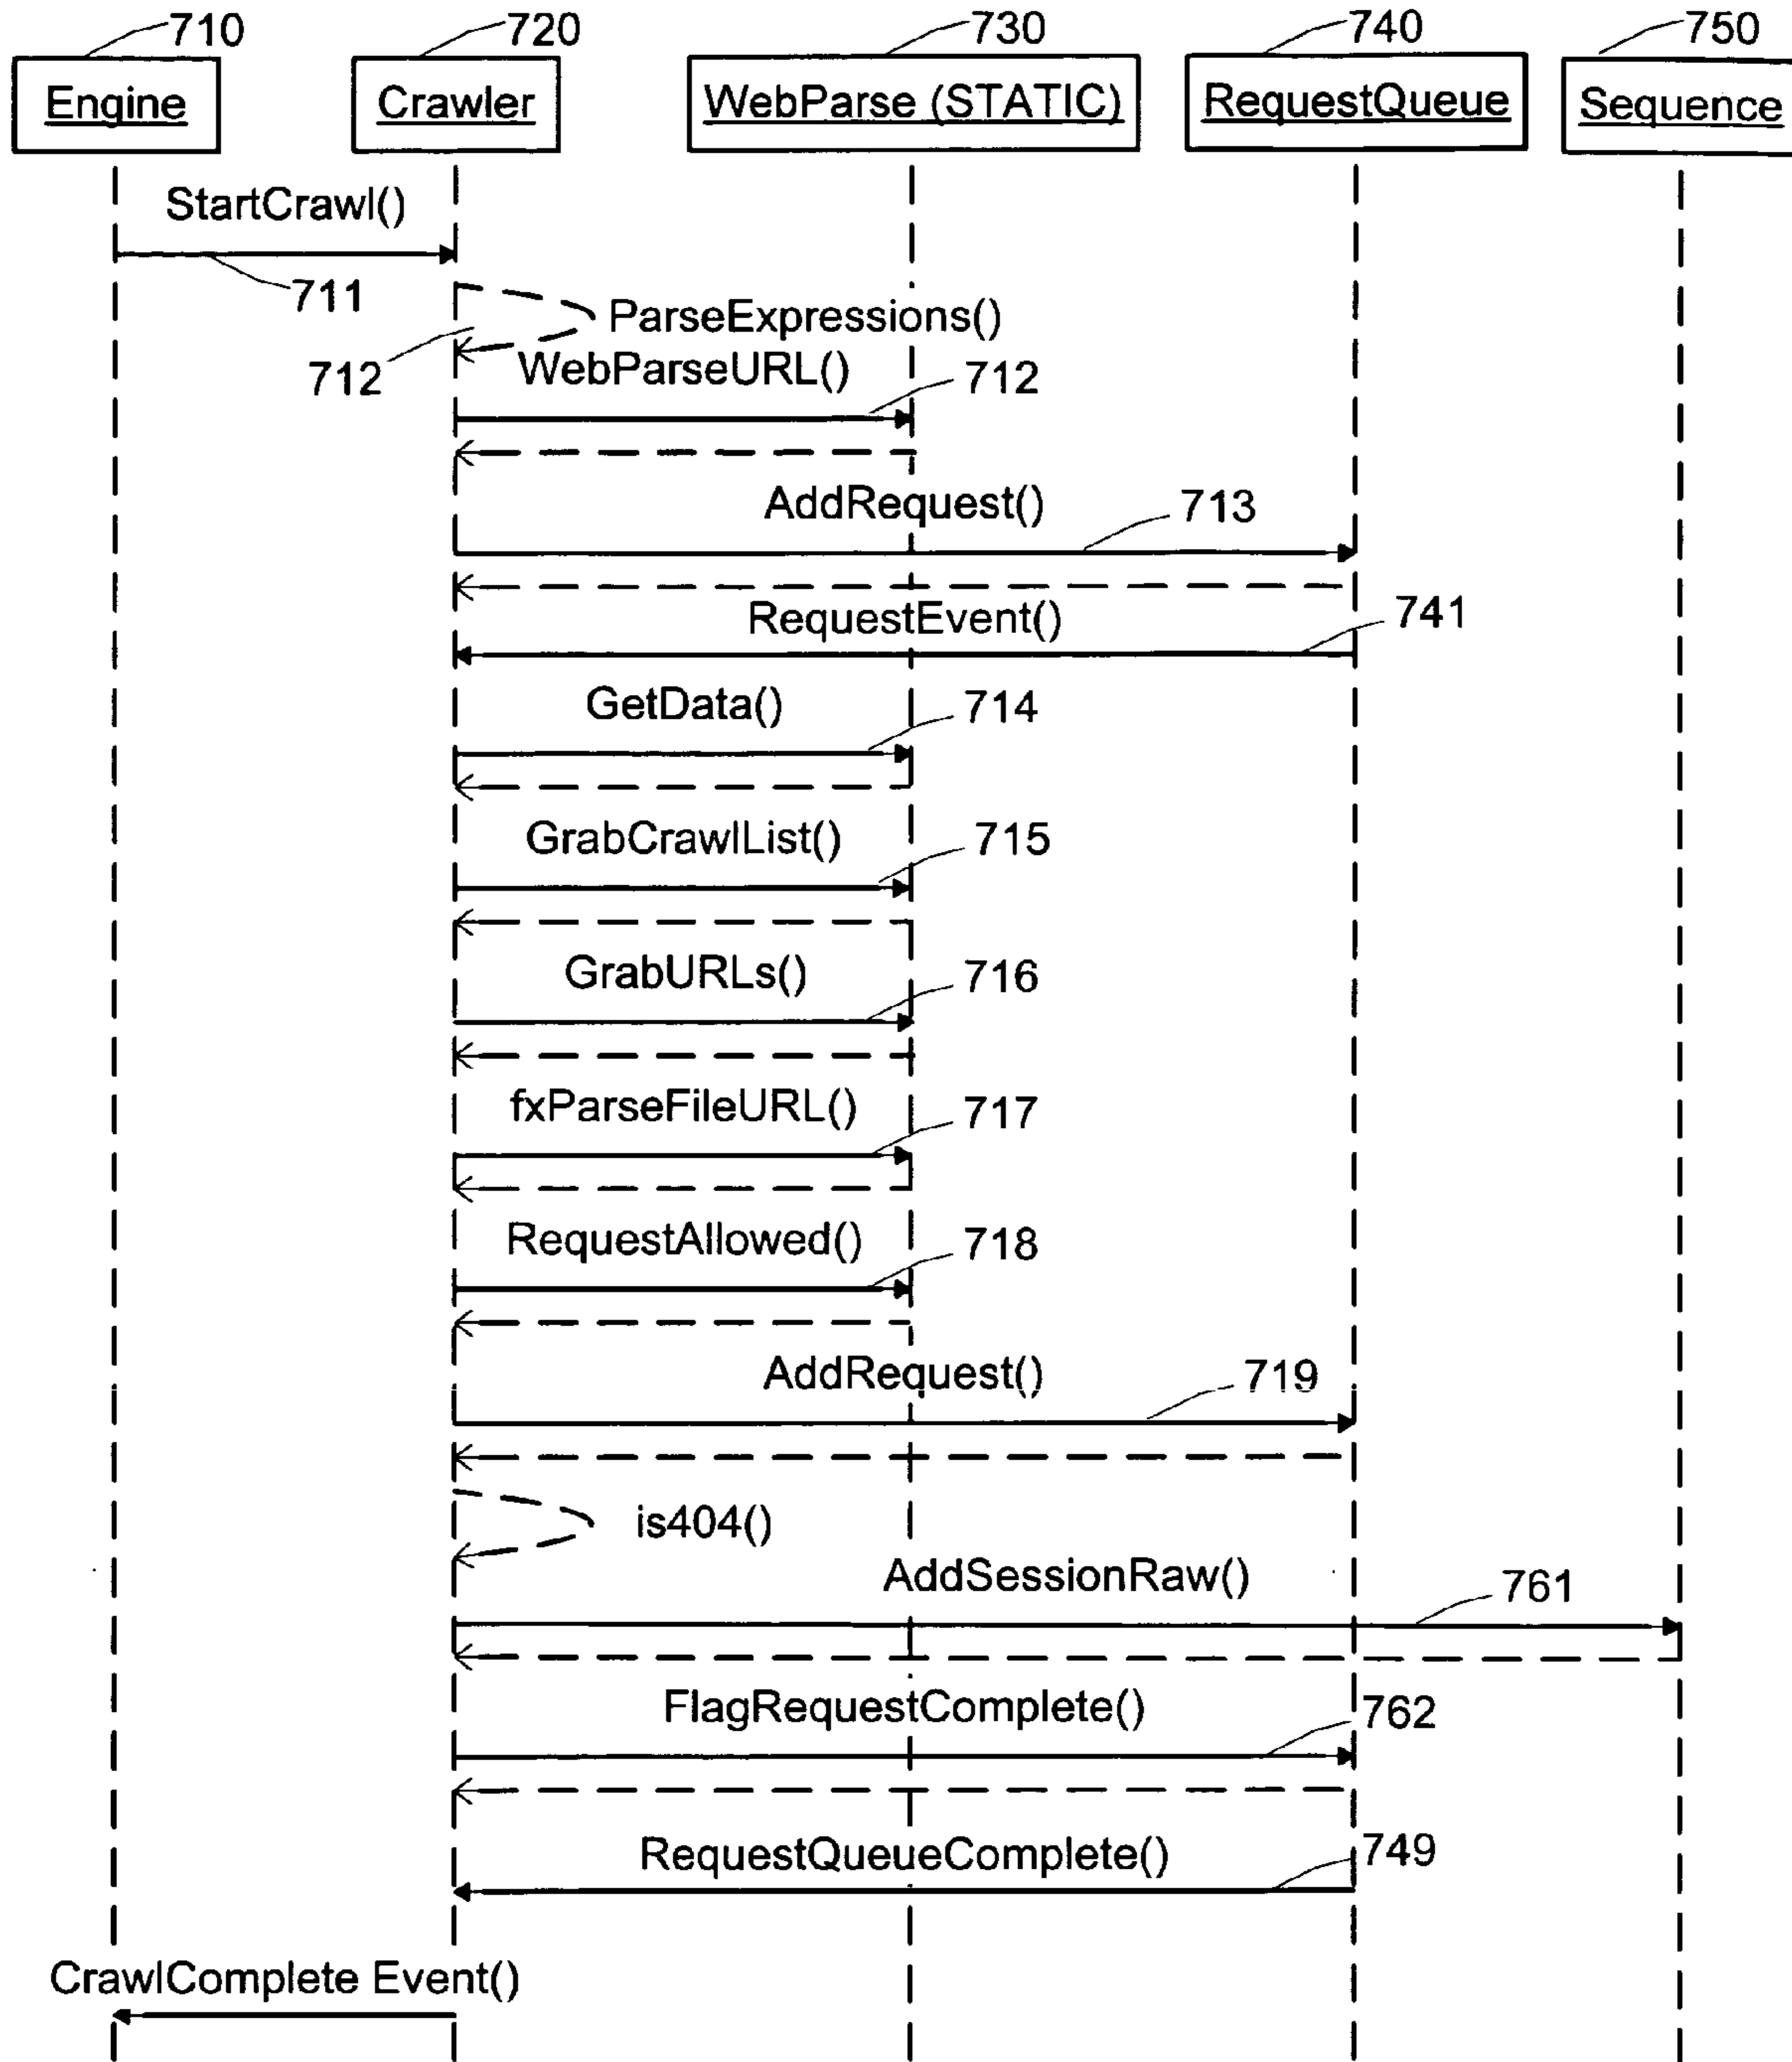 710 720 730 740 750
Engine Crawler WebParse (STATIC) RequestQueue Sequence
StartCrawl()
711
ParseExpressions()
712
WebParseURL() 712
AddRequest() 713
RequestEvent() 741
GetData() 714
GrabCrawlList() 715
GrabURLs() 716
fxParseFileURL() 717
RequestAllowed() 718
AddRequest() 719
is404()
AddSessionRaw() 761
FlagRequestComplete() 762
RequestQueueComplete() 749
CrawlComplete Event()